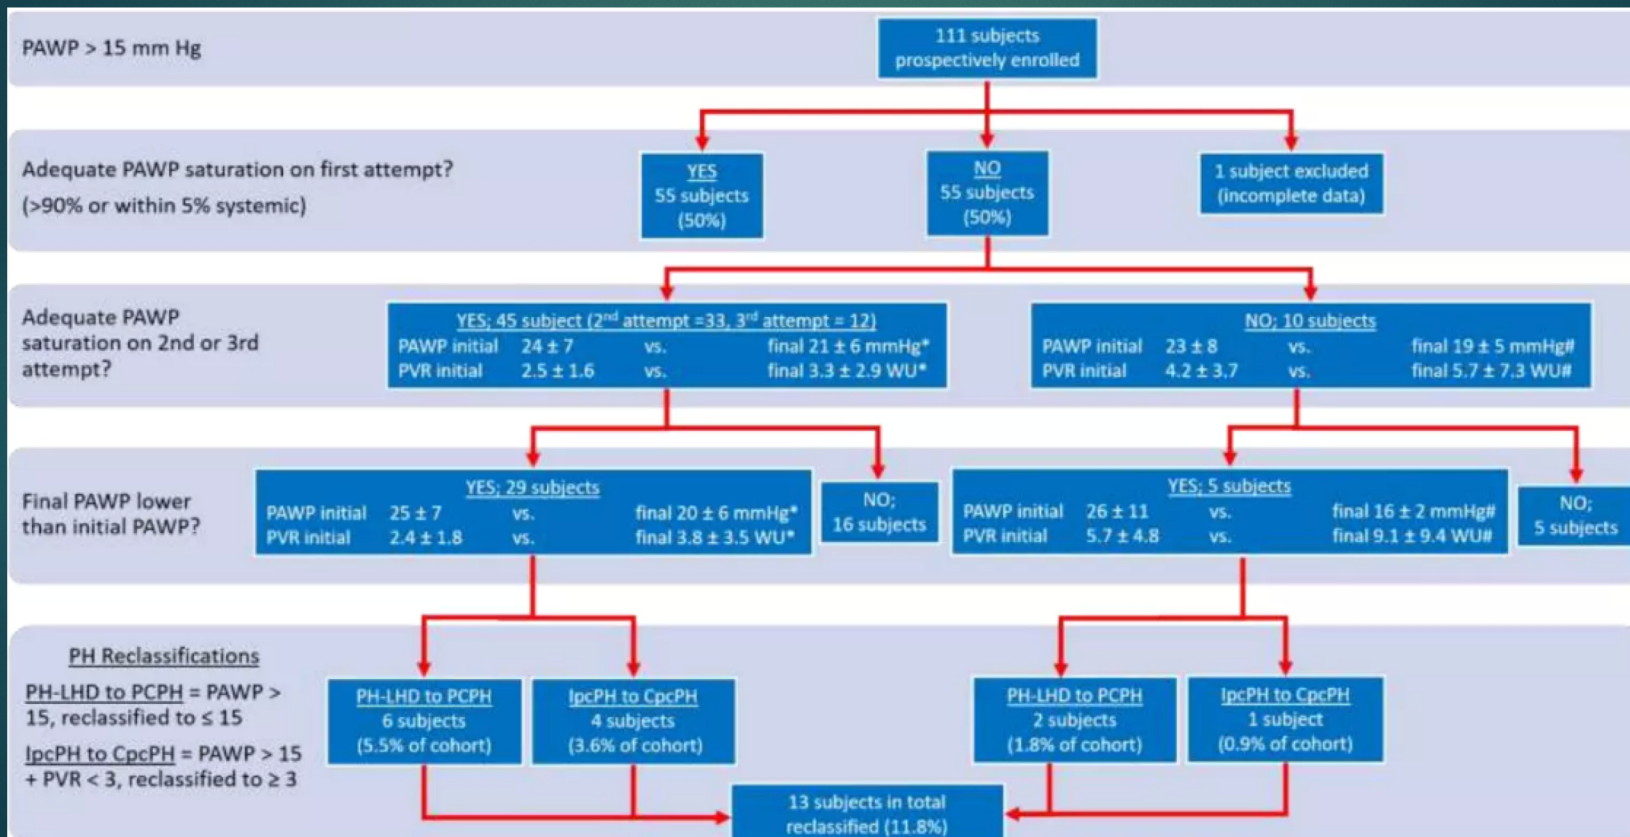 PAWP > 15 mm Hg
111 subjects
prospectively enrolled
Adequate PAWP saturation on first attempt?
(>90% or within 5% systemic)
YES
55 subjects
(50%)
NO
55 subjects
(50%)
1 subject excluded
(incomplete data)
Adequate PAWP
saturation on 2nd or 3rd
attempt?
YES; 45 subject (2nd attempt =33, 3rd attempt = 12)
PAWP initial 24 ± 7 vs. final 21 ± 6 mmHg*
PVR initial 2.5 ± 1.6 vs. final 3.3 ± 2.9 WU*
NO; 10 subjects
PAWP initial 23 ± 8 vs. final 19 ± 5 mmHg#
PVR initial 4.2 ± 3.7 vs. final 5.7 ± 7.3 WU#
Final PAWP lower
than initial PAWP?
YES; 29 subjects
PAWP initial 25 ± 7 vs. final 20 ± 6 mmHg*
PVR initial 2.4 ± 1.8 vs. final 3.8 ± 3.5 WU*
NO;
16 subjects
YES; 5 subjects
PAWP initial 26 ± 11 vs. final 16 ± 2 mmHg#
PVR initial 5.7 ± 4.8 vs. final 9.1 ± 9.4 WU#
NO;
5 subjects
PH Reclassifications
PH-LHD to PCPH = PAWP >
15, reclassified to ≤ 15
IpcPH to CpcPH = PAWP > 15
+ PVR < 3, reclassified to ≥ 3
PH-LHD to PCPH
6 subjects
(5.5% of cohort)
IpcPH to CpcPH
4 subjects
(3.6% of cohort)
PH-LHD to PCPH
2 subjects
(1.8% of cohort)
IpcPH to CpcPH
1 subject
(0.9% of cohort)
13 subjects in total
reclassified (11.8%)